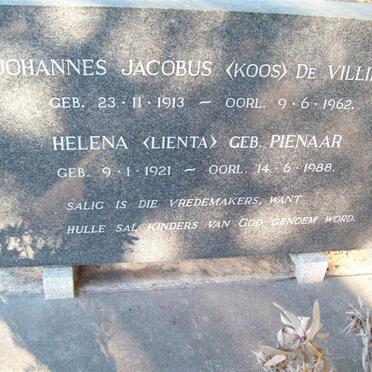 JOHANNES JACOBUS <KOOS> DE VILLI
GEB. 23·11·1913 ~ OORL. 9·6·1962.
HELENA <LIENTA> GEB. PIENAAR
GEB. 9·1·1921 ~ OORL. 14·6·1988.
SALIG IS DIE VREDEMAKERS, WANT
HULLE SAL KINDERS VAN GOD GENOEM WORD.